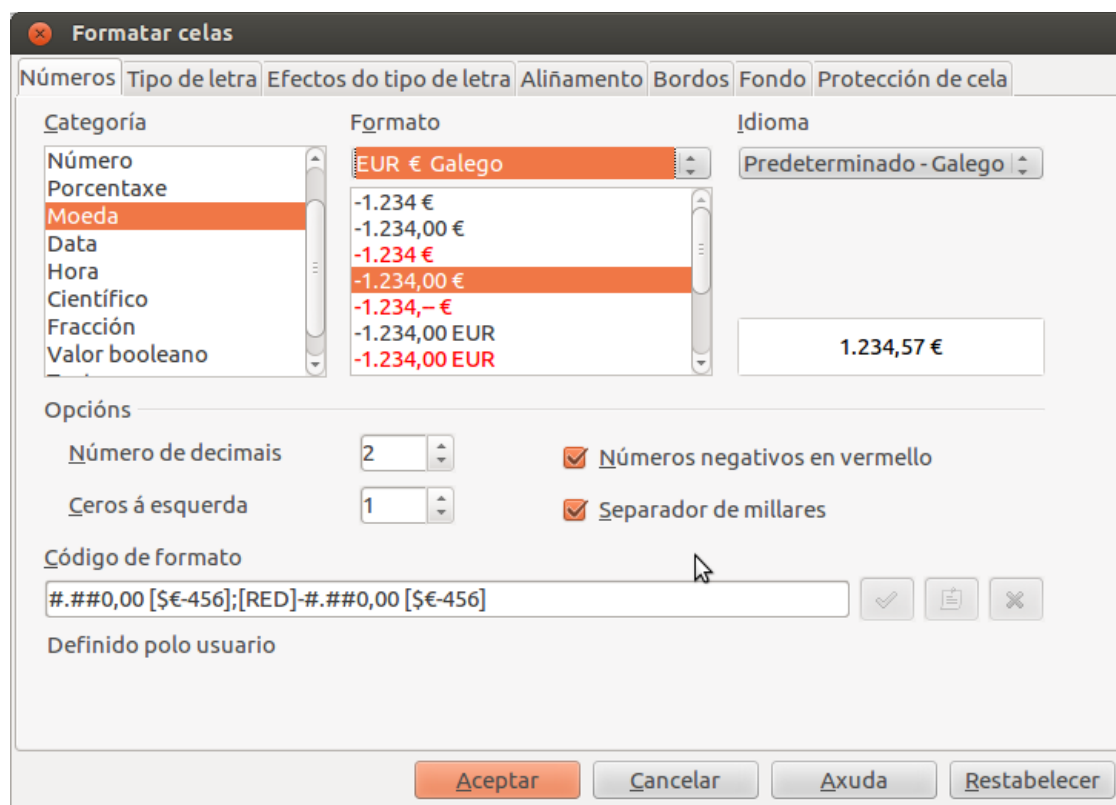 Formatar celas
Números Tipo de letra Efectos do tipo de letra Aliñamento Bordos Fondo Protección de cela
Categoría
Número
Porcentaxe
Moeda
Data
Hora
Científico
Fracción
Valor booleano
Formato
EUR € Galego
-1.234 €
-1.234,00 €
-1.234 €
-1.234,00 €
-1.234,-- €
-1.234,00 EUR
-1.234,00 EUR
Idioma
Predeterminado - Galego
1.234,57 €
Opcións
Número de decimais 2
Ceros á esquerda 1
Números negativos en vermello
Separador de millares
Código de formato
#.##0,00 [$€-456];[RED]-#.##0,00 [$€-456]
Definido polo usuario
Aceptar Cancelar Axuda Restabelecer